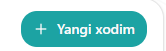 + Yangi xodim